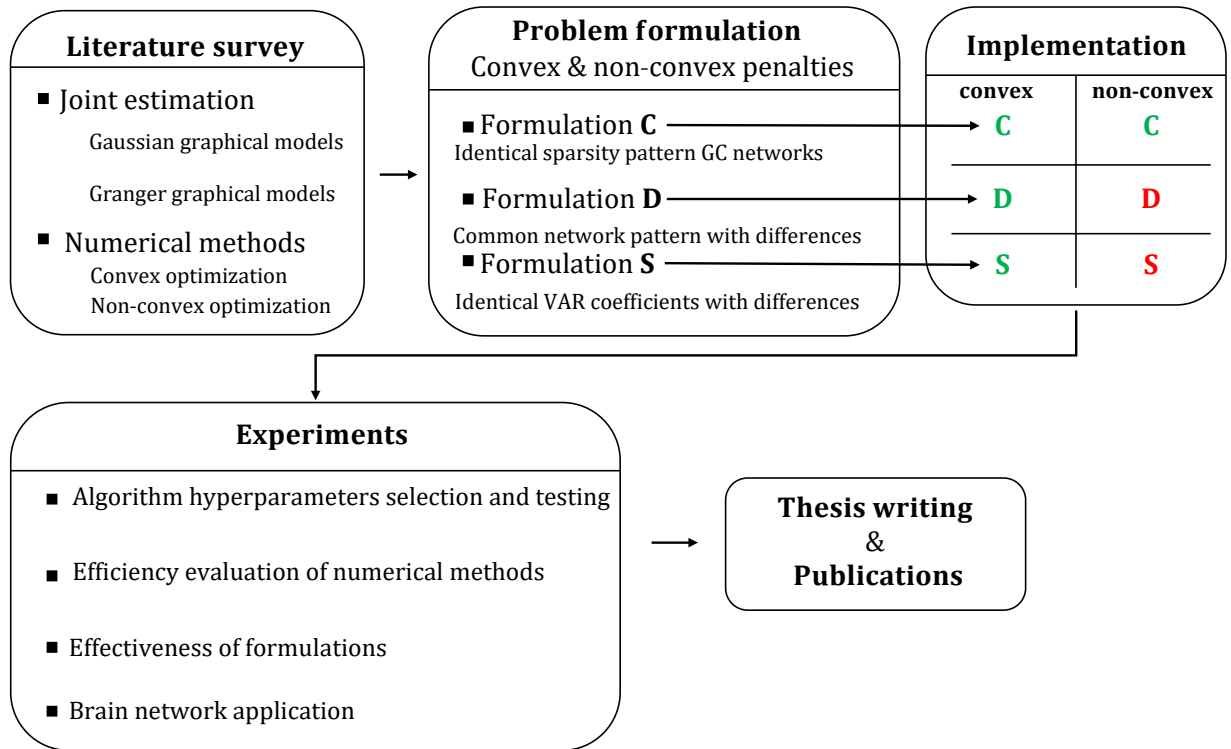 Literature survey
■ Joint estimation
Gaussian graphical models
Granger graphical models
■ Numerical methods
Convex optimization
Non-convex optimization
Problem formulation
Convex & non-convex penalties
■ Formulation C
Identical sparsity pattern GC networks
■ Formulation D
Common network pattern with differences
■ Formulation S
Identical VAR coefficients with differences
Implementation
convex non-convex
C C
D D
S S
Experiments
■ Algorithm hyperparameters selection and testing
■ Efficiency evaluation of numerical methods
■ Effectiveness of formulations
■ Brain network application
Thesis writing
&
Publications